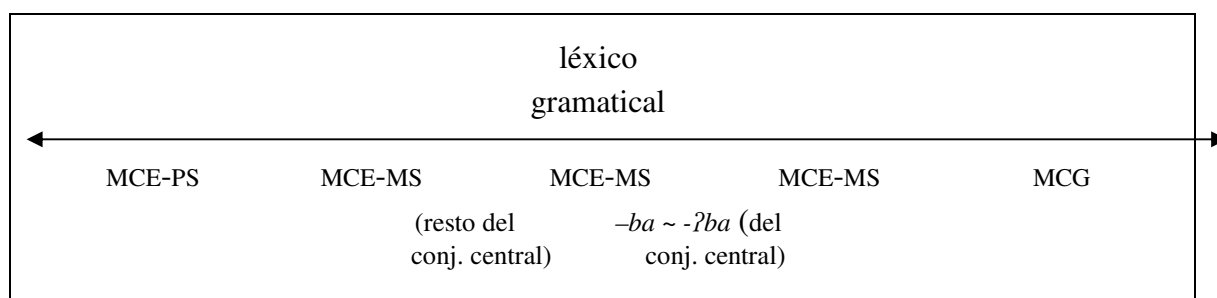 léxico
gramatical
MCE-PS MCE-MS MCE-MS MCE-MS MCG
(resto del –ba ~ -ʔba (del
conj. central) conj. central)